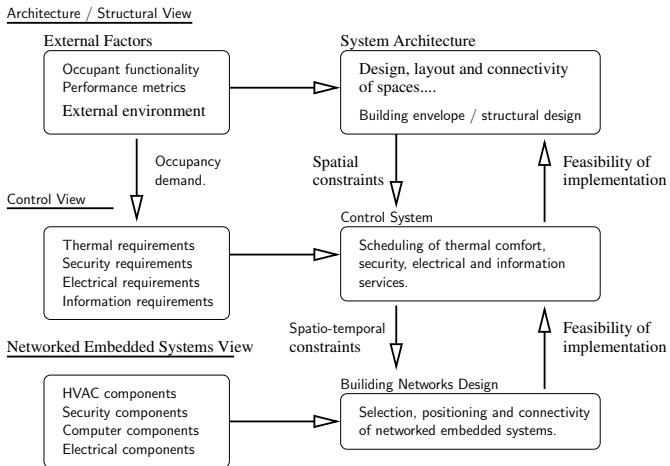 Architecture / Structural View
External Factors
System Architecture
Occupant functionality
Performance metrics
External environment
Design, layout and connectivity
of spaces....
Building envelope / structural design
Occupancy
demand.
Spatial
constraints
Feasibility of
implementation
Control View
Control System
Thermal requirements
Security requirements
Electrical requirements
Information requirements
Scheduling of thermal comfort,
security, electrical and information
services.
Spatio-temporal
constraints
Feasibility of
implementation
Networked Embedded Systems View
Builiding Networks Design
HVAC components
Security components
Computer components
Electrical components
Selection, positioning and connectivity
of networked embedded systems.